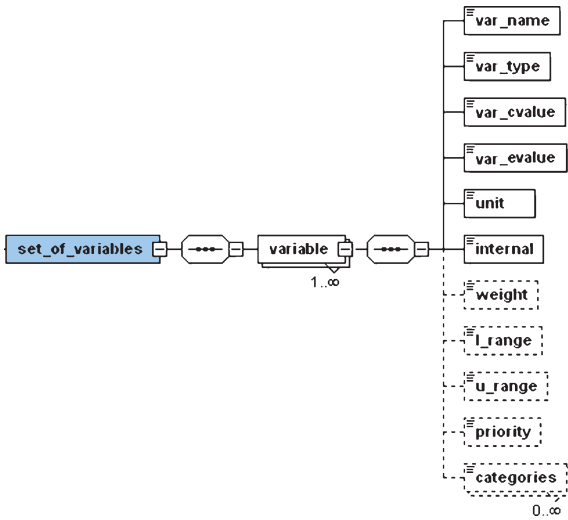 var_name
var_type
var_cvalue
var_evalue
unit
set_of_variables
variable
internal
1..∞
weight
l_range
u_range
priority
categories
0..∞